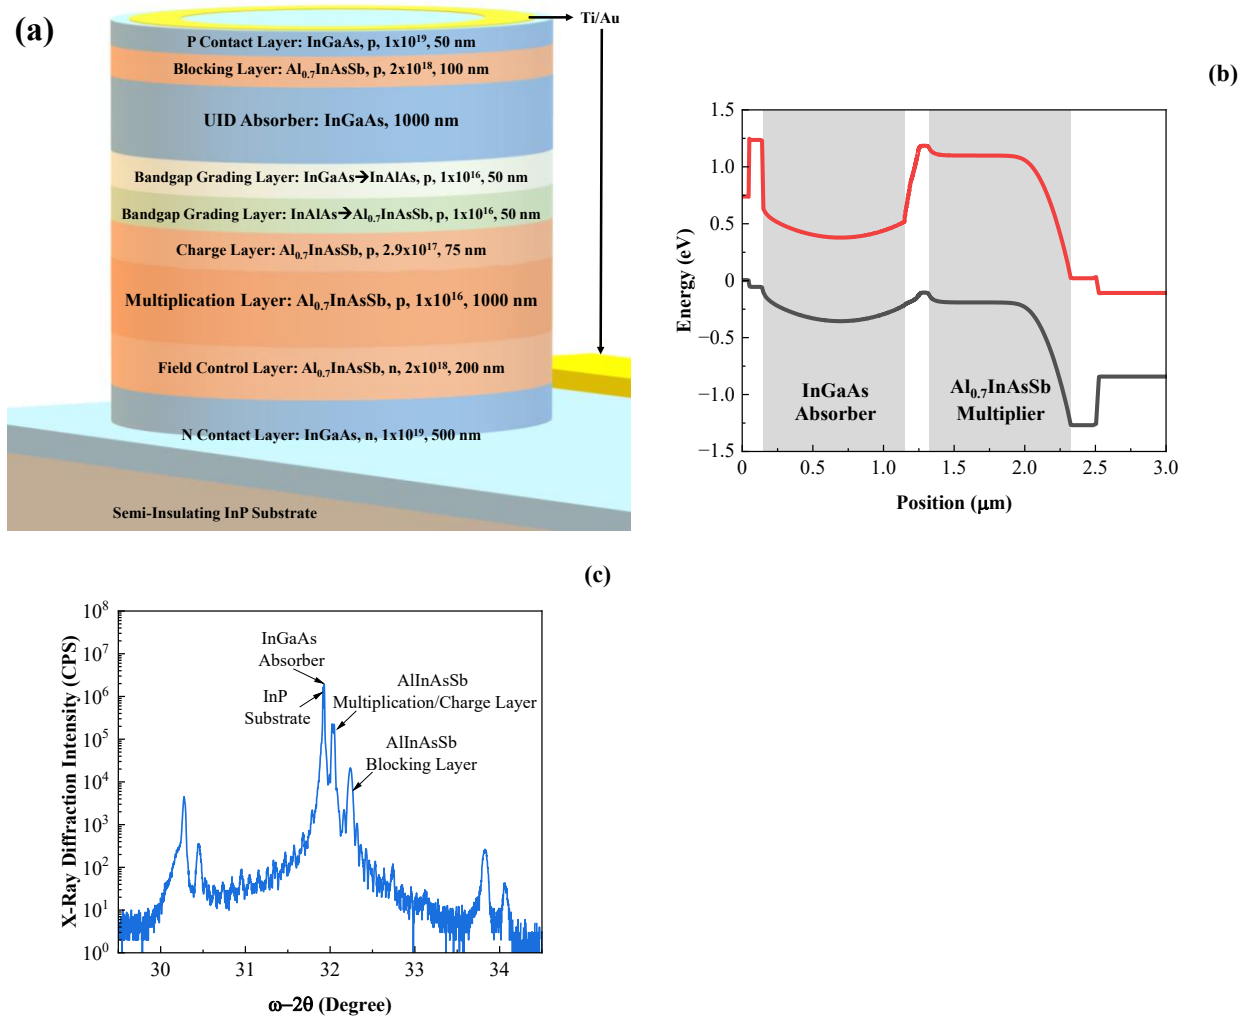 (a)
Ti/Au
P Contact Layer: InGaAs, p, 1x10¹⁹, 50 nm
Blocking Layer: Al₀.₇InAsSb, p, 2x10¹⁸, 100 nm
UID Absorber: InGaAs, 1000 nm
Bandgap Grading Layer: InGaAs→InAlAs, p, 1x10¹⁶, 50 nm
Bandgap Grading Layer: InAlAs→Al₀.₇InAsSb, p, 1x10¹⁶, 50 nm
Charge Layer: Al₀.₇InAsSb, p, 2.9x10¹⁷, 75 nm
Multiplication Layer: Al₀.₇InAsSb, p, 1x10¹⁶, 1000 nm
Field Control Layer: Al₀.₇InAsSb, n, 2x10¹⁸, 200 nm
N Contact Layer: InGaAs, n, 1x10¹⁹, 500 nm
Semi-Insulating InP Substrate
(b)
1.5
1.0
0.5
0
−0.5
−1.0
−1.5
Energy (eV)
InGaAs
Absorber
Al₀.₇InAsSb
Multiplier
0 0.5 1.0 1.5 2.0 2.5 3.0
Position (μm)
(c)
10⁸
10⁷
10⁶
10⁵
10⁴
10³
10²
10¹
10⁰
X-Ray Diffraction Intensity (CPS)
InGaAs
Absorber
InP
Substrate
AlInAsSb
Multiplication/Charge Layer
AlInAsSb
Blocking Layer
30 31 32 33 34
ω−2θ (Degree)